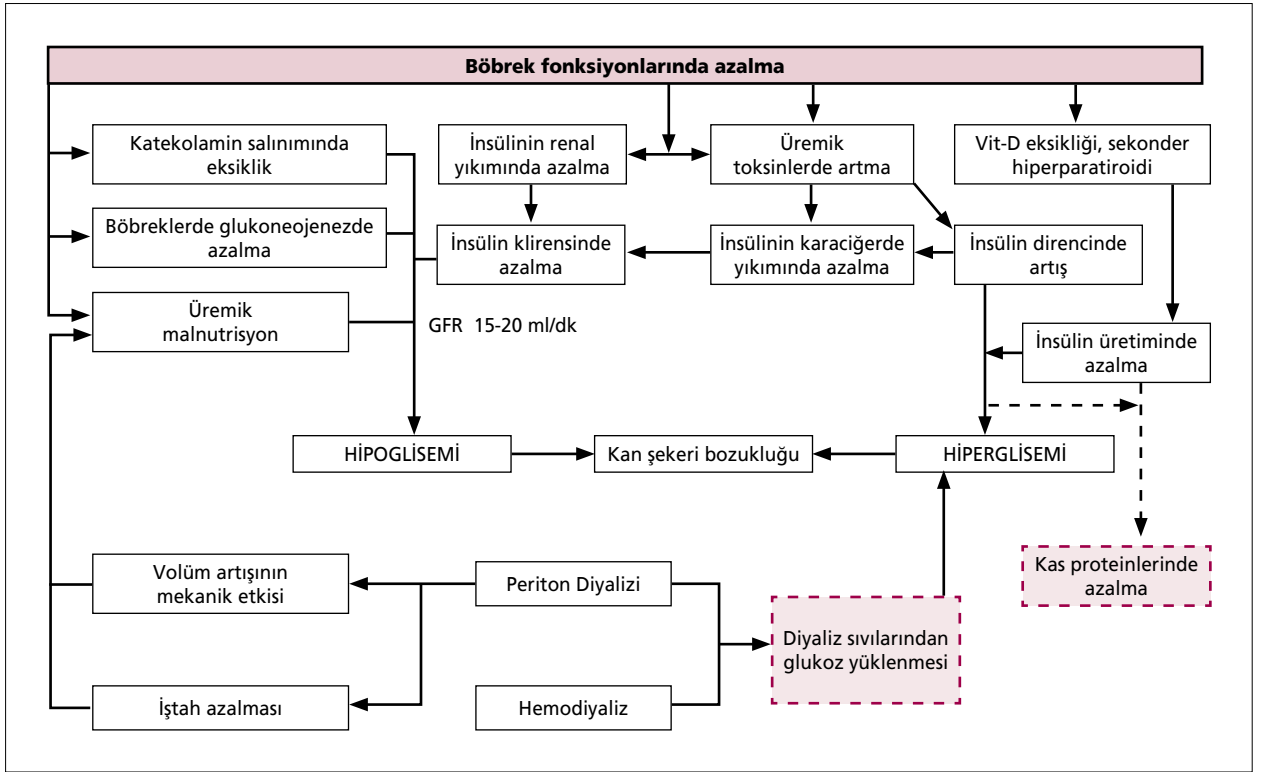 Böbrek fonksiyonlarında azalma
Katekolamin salınımında
eksiklik
İnsülinin renal
yıkımında azalma
Üremik
toksinlerde artma
Vit-D eksikliği, sekonder
hiperparatiroidi
Böbreklerde glukoneojenezde
azalma
İnsülin klirensinde
azalma
İnsülinin karaciğerde
yıkımında azalma
İnsülin direncinde
artış
Üremik
malnutrisyon
GFR 15-20 ml/dk
İnsülin üretiminde
azalma
HİPOGLİSEMİ
Kan şekeri bozukluğu
HİPERGLİSEMİ
Volüm artışının
mekanik etkisi
Periton Diyalizi
Kas proteinlerinde
azalma
Diyaliz sıvılarından
glukoz yüklenmesi
İştah azalması
Hemodiyaliz